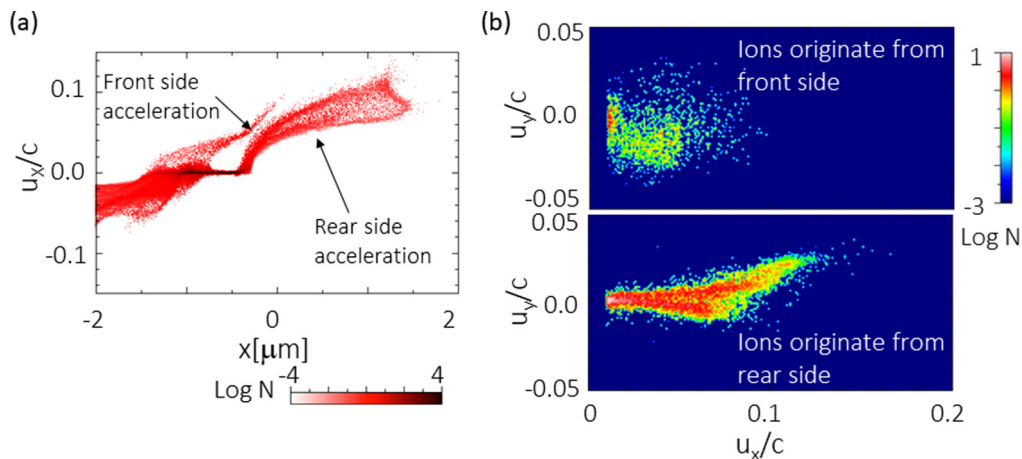 (a)
0.1
0.0
-0.1
u_x/c
Front side
acceleration
Rear side
acceleration
-2
0
2
x[μm]
Log N
-4
4
(b)
0.05
0.0
-0.05
u_y/c
Ions originate from
front side
1
-3
Log N
0.05
0.0
-0.05
u_y/c
Ions originate from
rear side
0
0.1
0.2
u_x/c